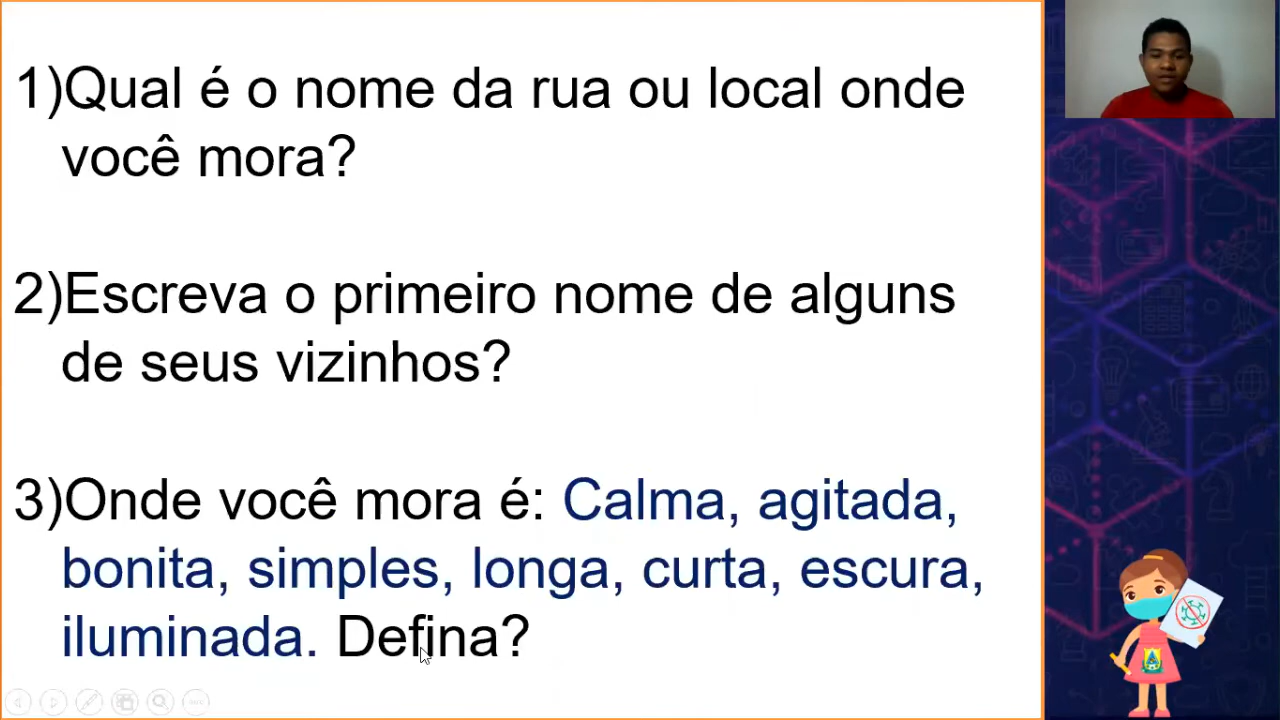 1)Qual é o nome da rua ou local onde
você mora?
2)Escreva o primeiro nome de alguns
de seus vizinhos?
3)Onde você mora é: Calma, agitada,
bonita, simples, longa, curta, escura,
iluminada. Defina?